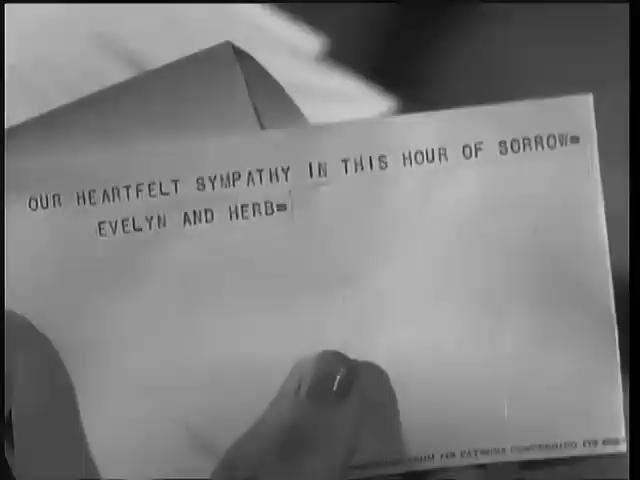 OUR HEARTFELT SYMPATHY IN THIS HOUR OF SORROW=
EVELYN AND HERB=